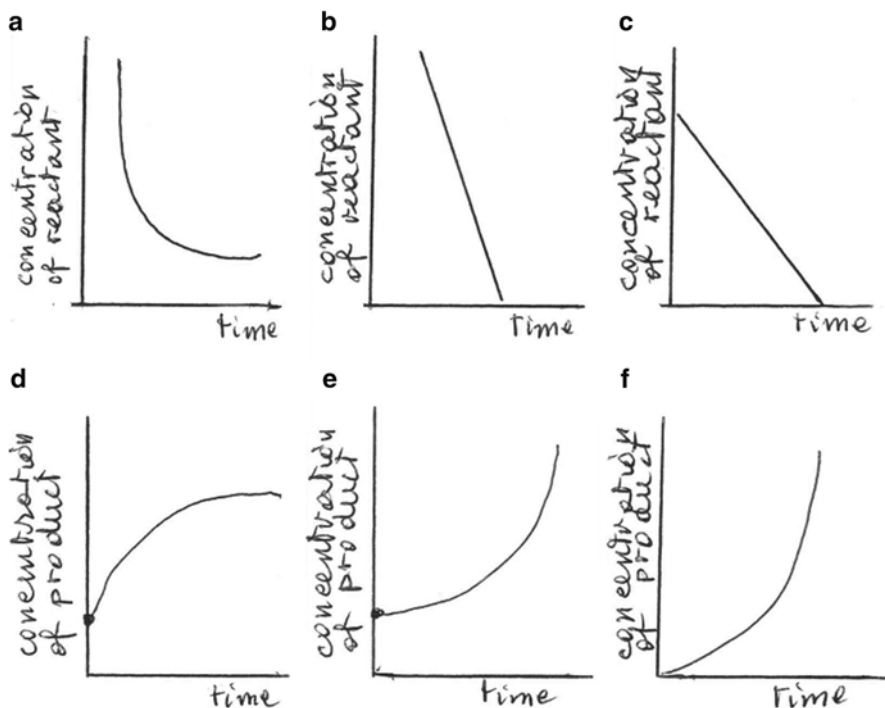 a
concentration
of reactant
time
b
concentration
of reactant
time
c
concentration
of reactant
time
d
concentration
of product
time
e
concentration
of product
time
f
concentration
of product
time